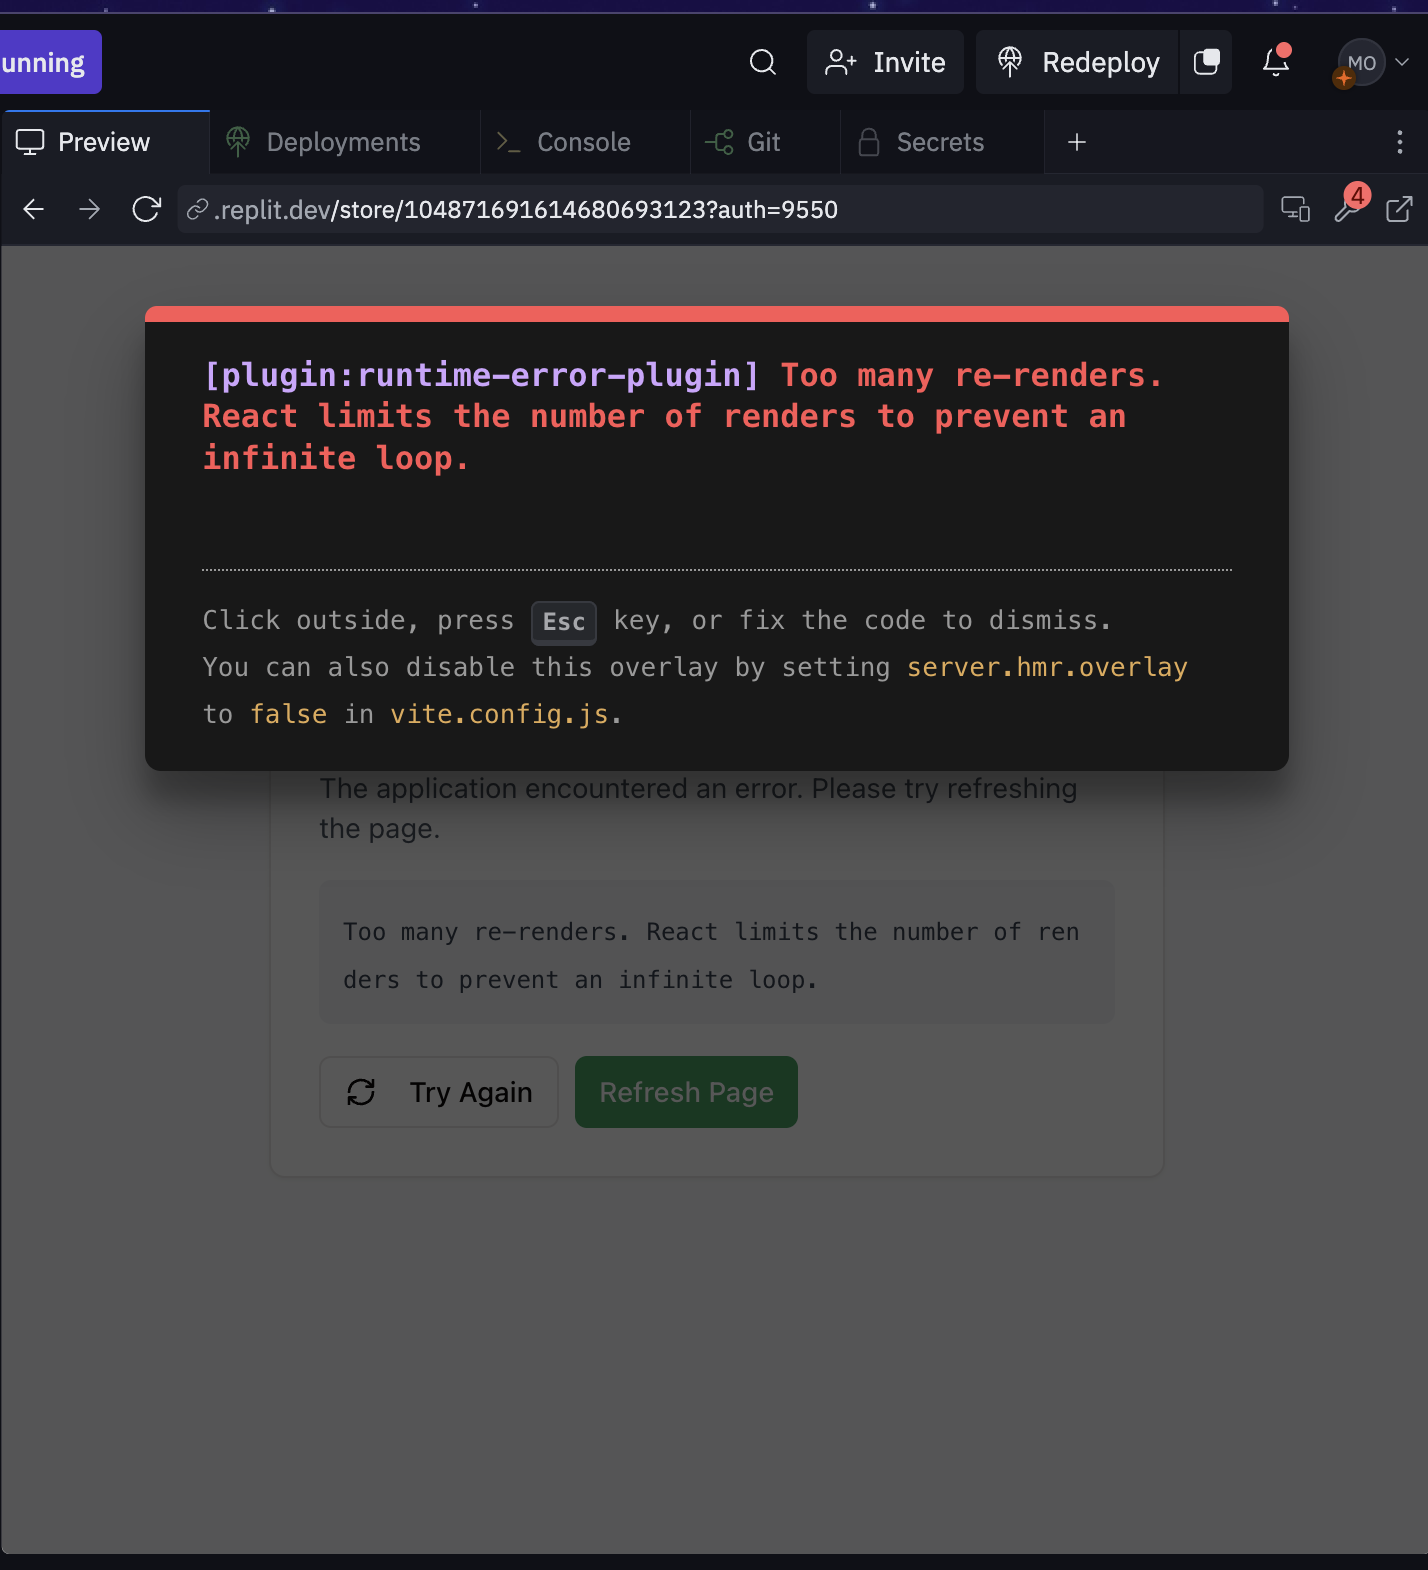 unning
Invite
Redeploy
MO
Preview
Deployments
Console
Git
Secrets
.replit.dev/store/104871691614680693123?auth=9550
4
[plugin:runtime-error-plugin] Too many re-renders.
React limits the number of renders to prevent an
infinite loop.
Click outside, press Esc key, or fix the code to dismiss.
You can also disable this overlay by setting server.hmr.overlay
to false in vite.config.js.
The application encountered an error. Please try refreshing
the page.
Too many re-renders. React limits the number of ren
ders to prevent an infinite loop.
Try Again
Refresh Page